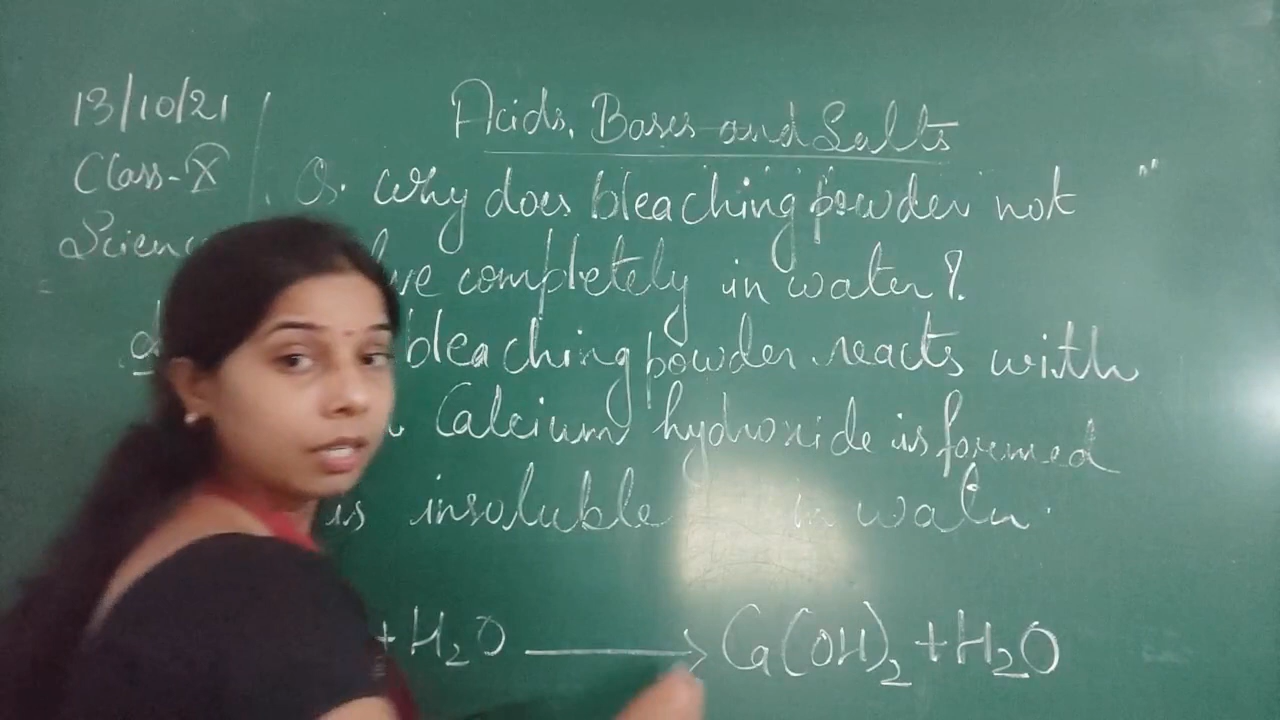 13/10/21
Acids, Bases and Salts
Class-X
Q. Why does bleaching powder not
Scienc
ve completely in water?
bleaching powder reacts with
Calcium hydroxide is formed
is insoluble in water.
+ H₂O → Ca(OH)₂ + H₂O